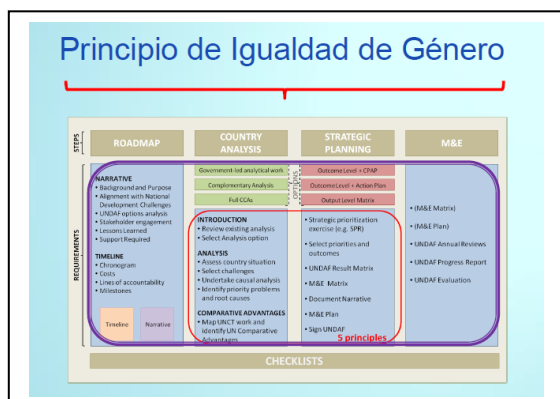 Principio de Igualdad de Género
STEPS
ROADMAP
COUNTRY
ANALYSIS
STRATEGIC
PLANNING
M&E
REQUIREMENTS
NARRATIVE
• Background and Purpose
• Alignment with National
Development Challenges
• UNDAF options analysis
• Stakeholder engagement
• Lessons Learned
• Support Required
TIMELINE
• Chronogram
• Costs
• Lines of accountability
• Milestones
Timeline
Narrative
Government-led analytical work
Complementary Analysis
Full CCAs
OPTIONS
Outcome Level + CPAP
Outcome Level + Action Plan
Output Level Matrix
INTRODUCTION
• Review existing analysis
• Select Analysis option
ANALYSIS
• Assess country situation
• Select challenges
• Undertake causal analysis
• Identify priority problems
and root causes
COMPARATIVE ADVANTAGES
• Map UNCT work and
identify UN Comparative
Advantages
• Strategic prioritization
exercise (e.g. SPR)
• Select priorities and
outcomes
• UNDAF Result Matrix
• M&E Matrix
• Document Narrative
• M&E Plan
• Sign UNDAF
5 principles
• (M&E Matrix)
• (M&E Plan)
• UNDAF Annual Reviews
• UNDAF Progress Report
• UNDAF Evaluation
CHECKLISTS